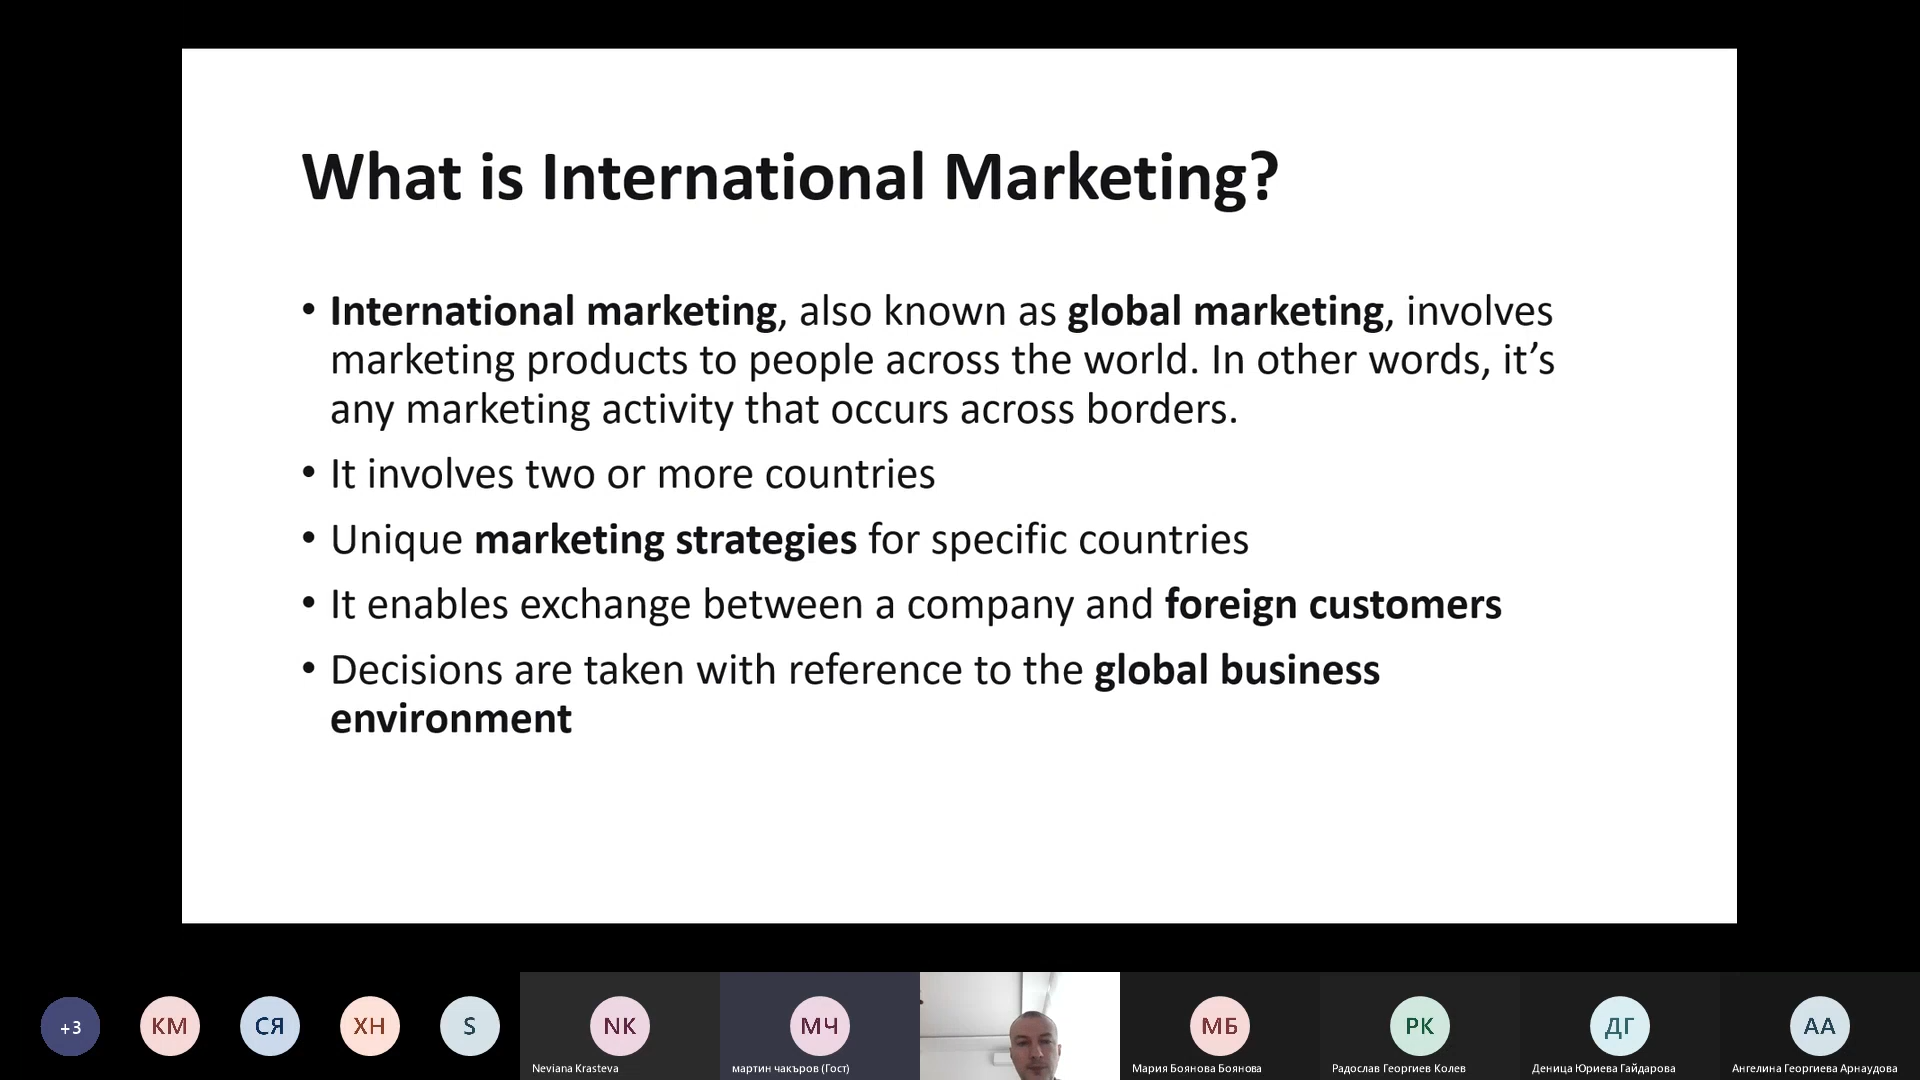 What is International Marketing?
• International marketing, also known as global marketing, involves
marketing products to people across the world. In other words, it’s
any marketing activity that occurs across borders.
• It involves two or more countries
• Unique marketing strategies for specific countries
• It enables exchange between a company and foreign customers
• Decisions are taken with reference to the global business
environment
+3
КМ
СЯ
ХН
S
NK
МЧ
МБ
РК
ДГ
АА
Neviana Krasteva
мартин чакъров (Гост)
Мария Боянова Боянова
Радослав Георгиев Колев
Деница Юриева Гайдарова
Ангелина Георгиева Арнаудова